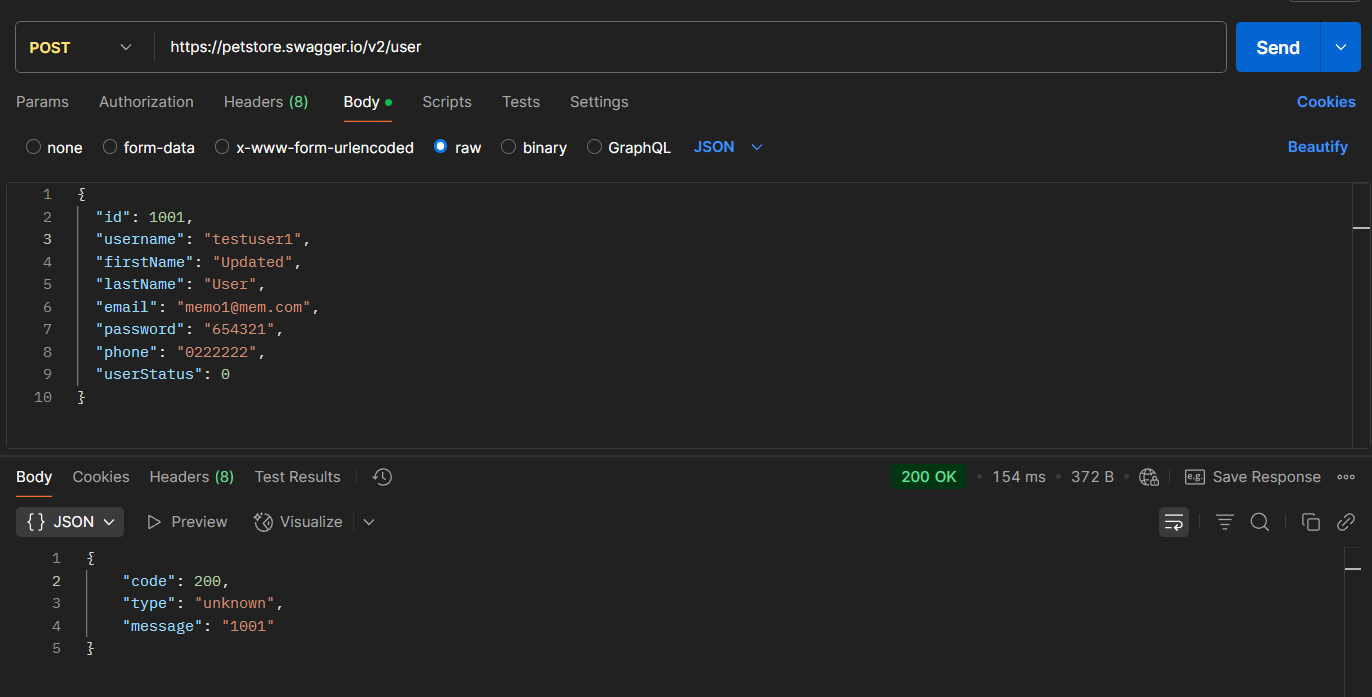 POST https://petstore.swagger.io/v2/user Send
Params Authorization Headers (8) Body Scripts Tests Settings Cookies
none form-data x-www-form-urlencoded raw binary GraphQL JSON Beautify
1 {
2 "id": 1001,
3 "username": "testuser1",
4 "firstName": "Updated",
5 "lastName": "User",
6 "email": "memo1@mem.com",
7 "password": "654321",
8 "phone": "0222222",
9 "userStatus": 0
10 }
Body Cookies Headers (8) Test Results 200 OK • 154 ms • 372 B • e.g. Save Response
{} JSON Preview Visualize
1 {
2 "code": 200,
3 "type": "unknown",
4 "message": "1001"
5 }